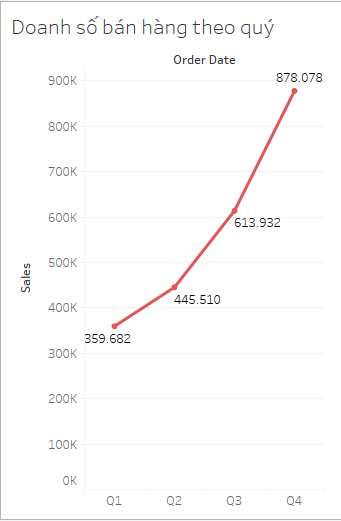 Doanh số bán hàng theo quý
Order Date
900K
878.078
800K
700K
600K
613.932
500K
Sales
445.510
400K
359.682
300K
200K
100K
0K
Q1 Q2 Q3 Q4